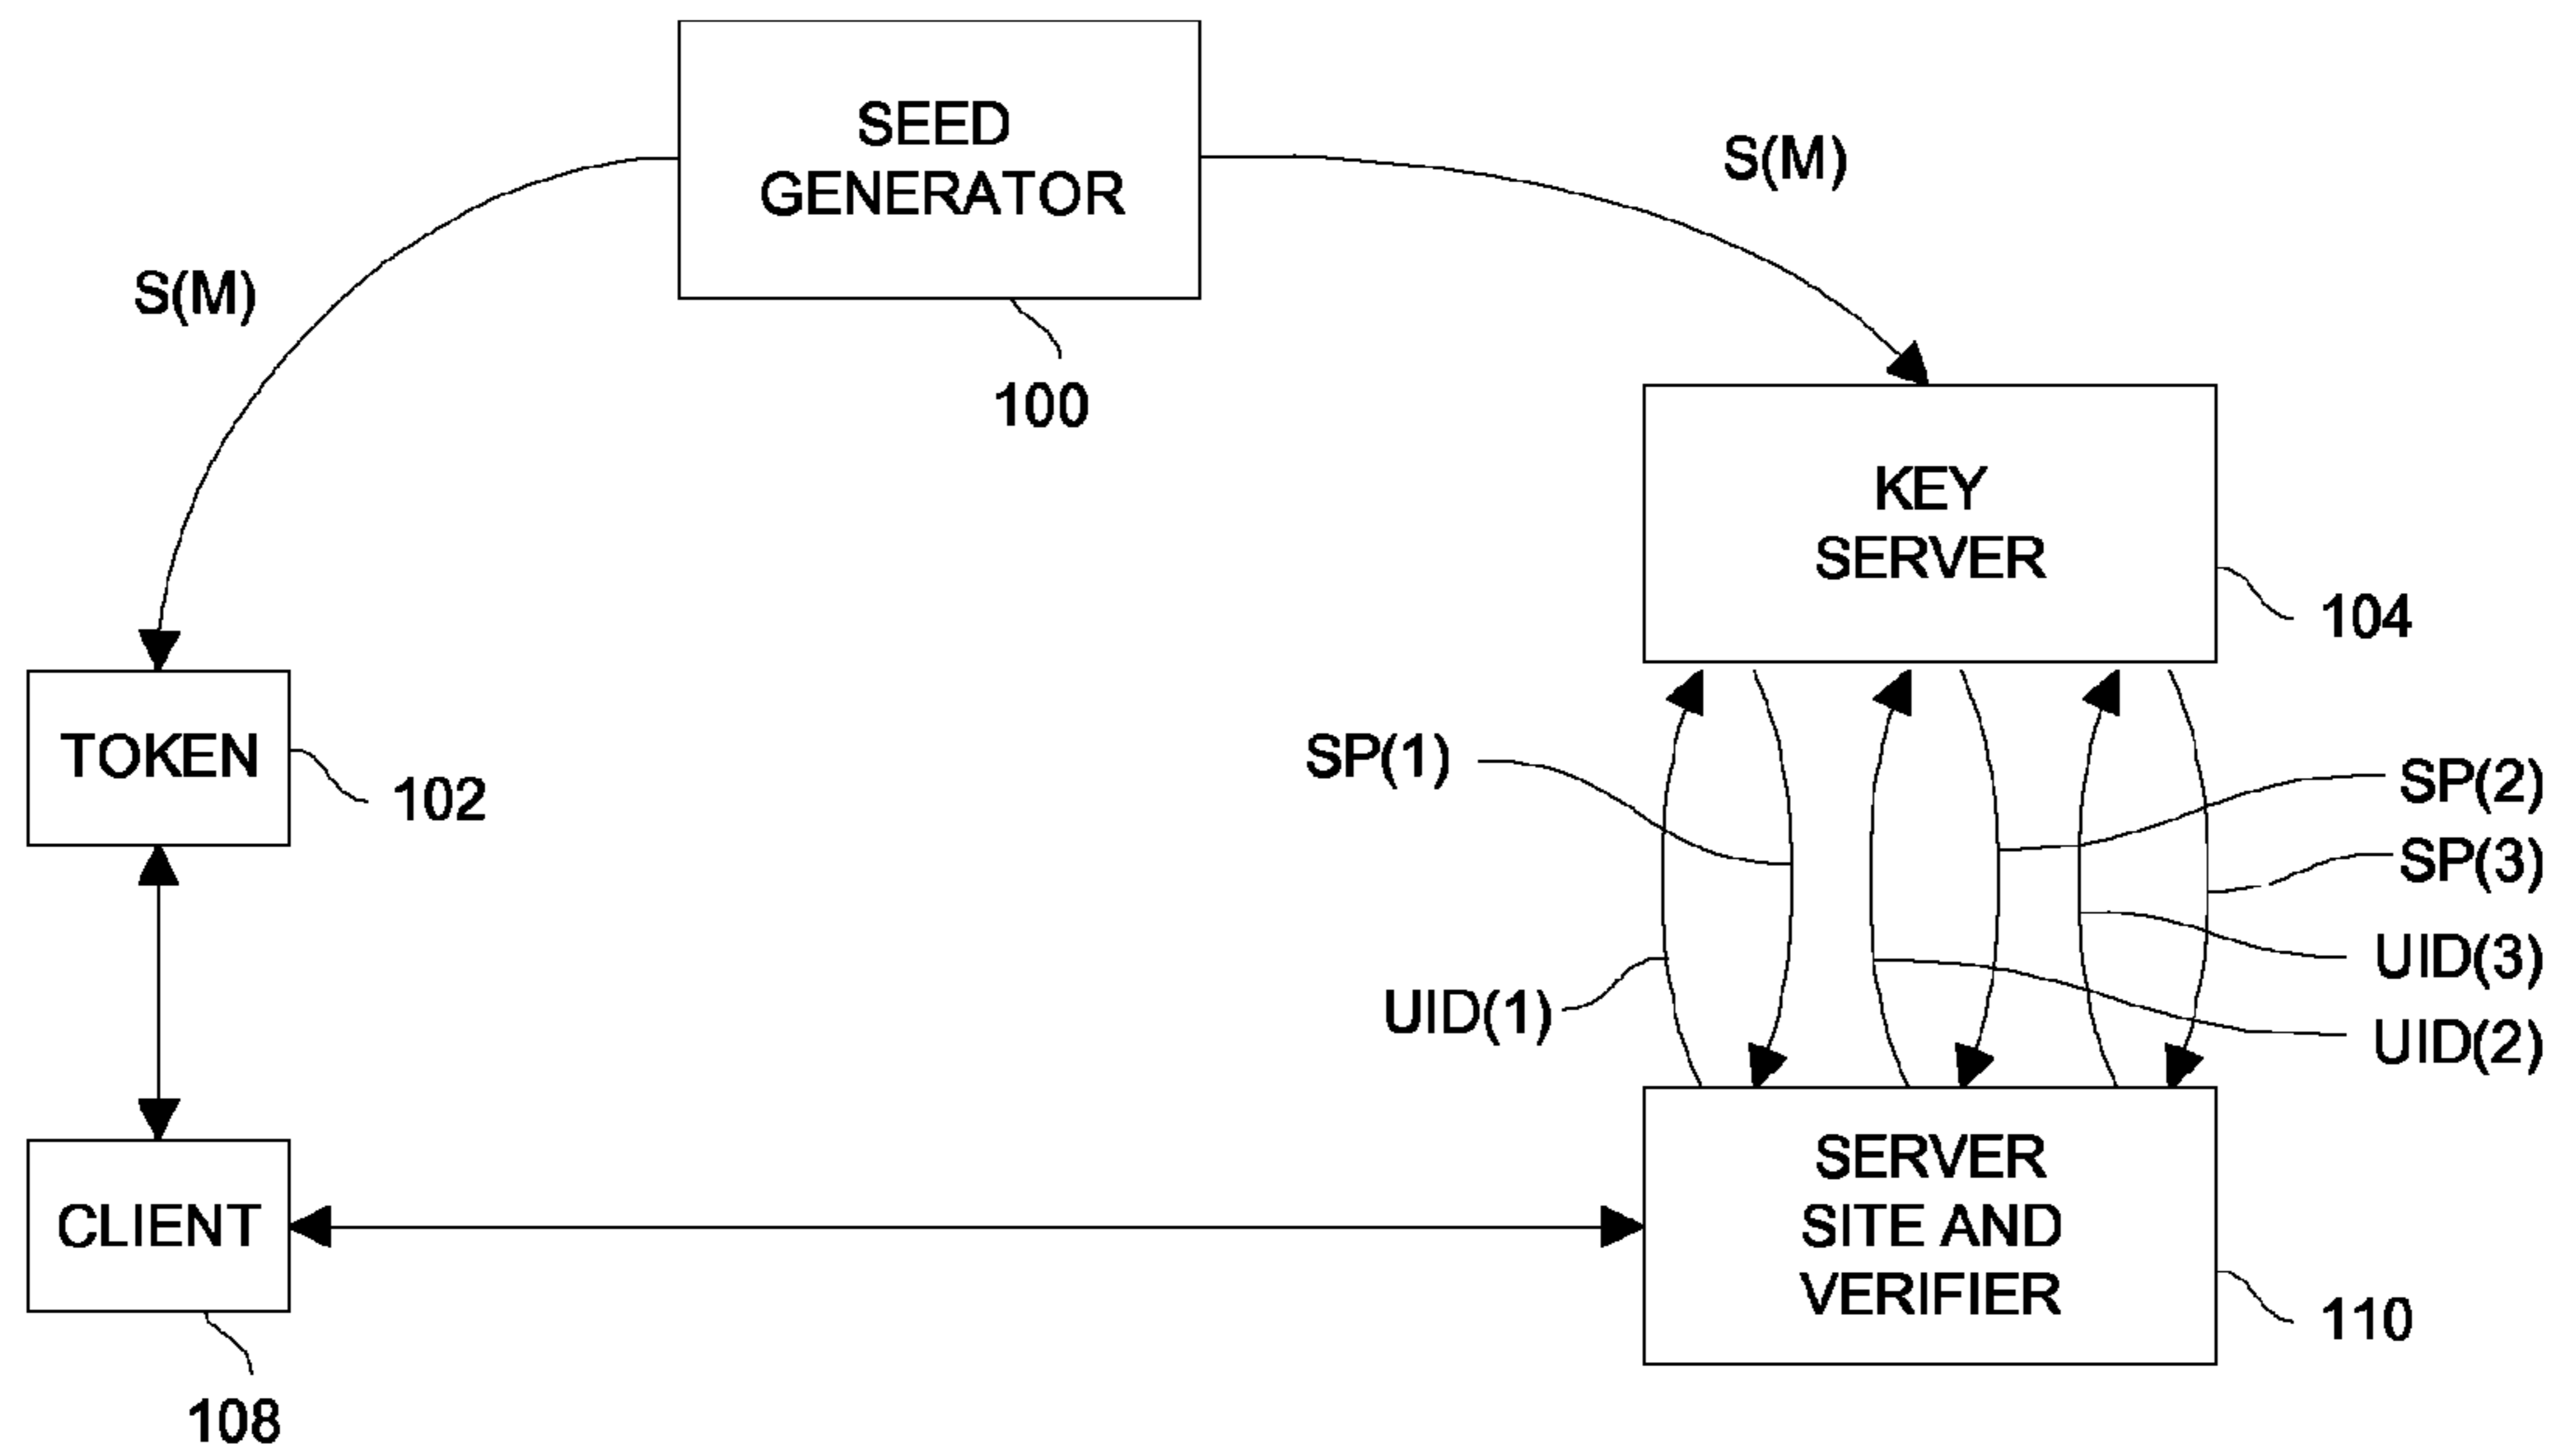 SEED
GENERATOR
S(M)
S(M)
100
KEY
SERVER
104
TOKEN
102
SP(1)
SP(2)
SP(3)
UID(3)
UID(1)
UID(2)
SERVER
SITE AND
VERIFIER
110
CLIENT
108